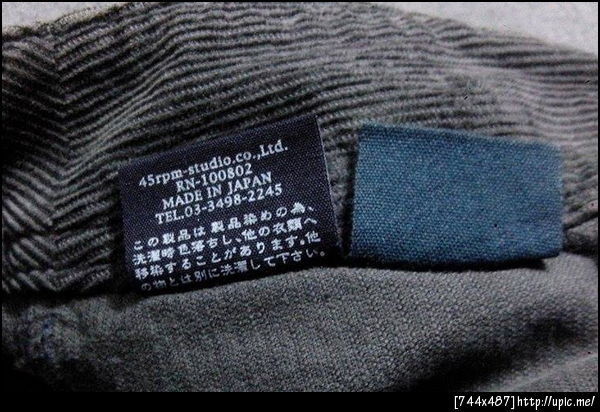 45rpm-studio.co.,Ltd.
RN-100802
MADE IN JAPAN
TEL.03-3498-2245
この製品は製品染めの為、
洗濯時色落ちし、他の衣類へ
移染することがあります。他
の物とは別に洗濯して下さい。
[744x487]http://upic.me/